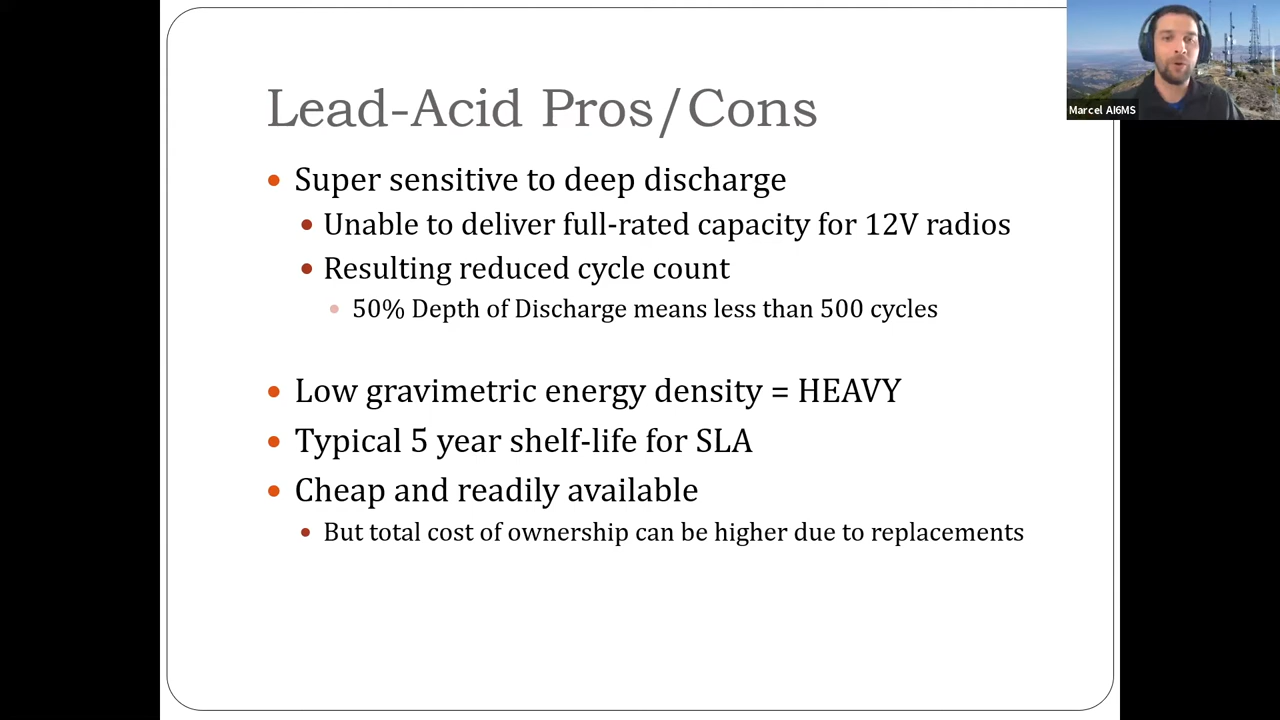 Lead-Acid Pros/Cons
Super sensitive to deep discharge
Unable to deliver full-rated capacity for 12V radios
Resulting reduced cycle count
50% Depth of Discharge means less than 500 cycles
Low gravimetric energy density = HEAVY
Typical 5 year shelf-life for SLA
Cheap and readily available
But total cost of ownership can be higher due to replacements
Marcel AI6MS